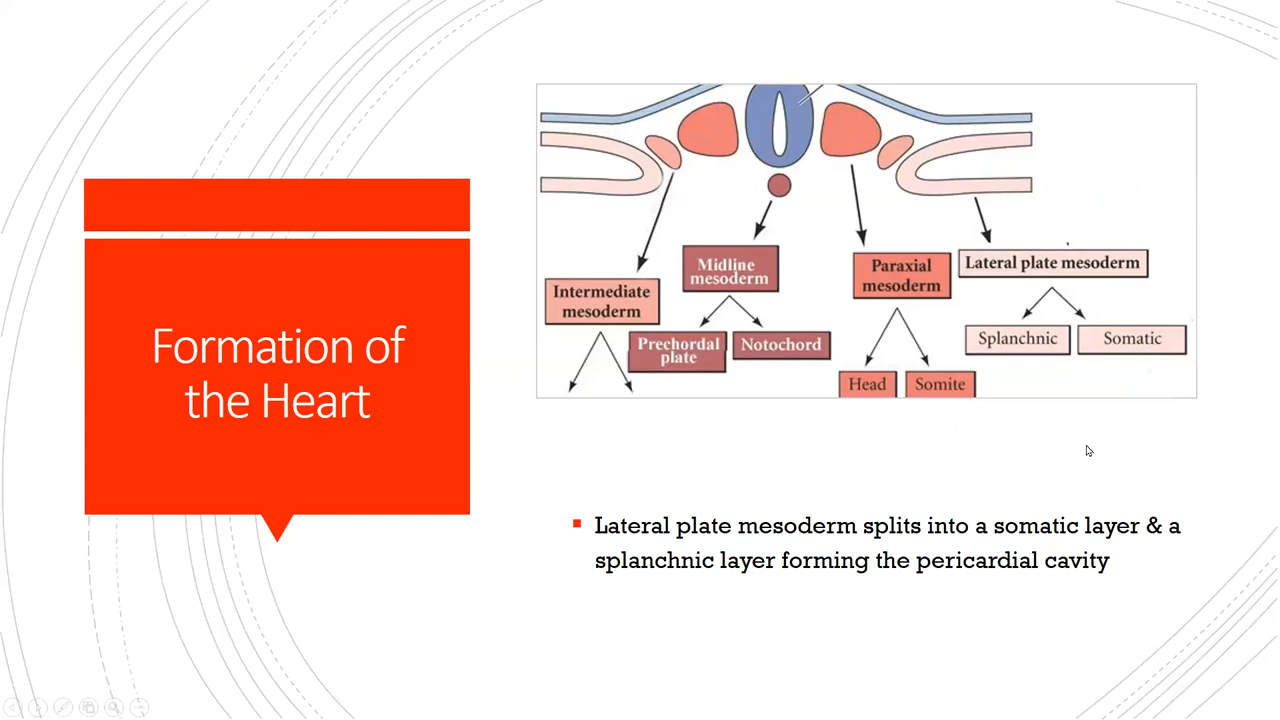 Formation of
the Heart
Intermediate
mesoderm
Midline
mesoderm
Prechordal
plate
Notochord
Paraxial
mesoderm
Head
Somite
Lateral plate mesoderm
Splanchnic
Somatic
Lateral plate mesoderm splits into a somatic layer & a
splanchnic layer forming the pericardial cavity